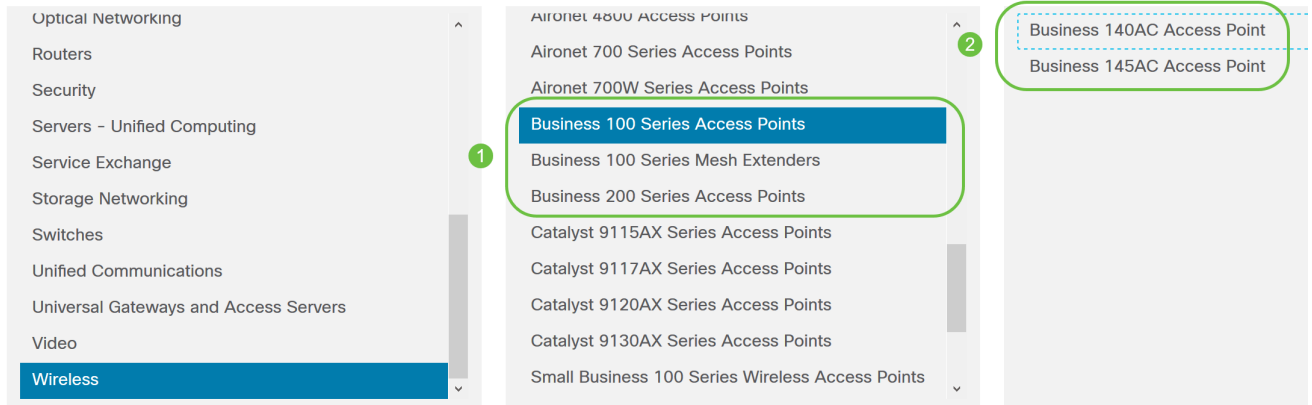 Optical Networking
Routers
Security
Servers - Unified Computing
Service Exchange
Storage Networking
Switches
Unified Communications
Universal Gateways and Access Servers
Video
Wireless
1
Aironet 4800 Access Points
Aironet 700 Series Access Points
Aironet 700W Series Access Points
Business 100 Series Access Points
Business 100 Series Mesh Extenders
Business 200 Series Access Points
Catalyst 9115AX Series Access Points
Catalyst 9117AX Series Access Points
Catalyst 9120AX Series Access Points
Catalyst 9130AX Series Access Points
Small Business 100 Series Wireless Access Points
2
Business 140AC Access Point
Business 145AC Access Point